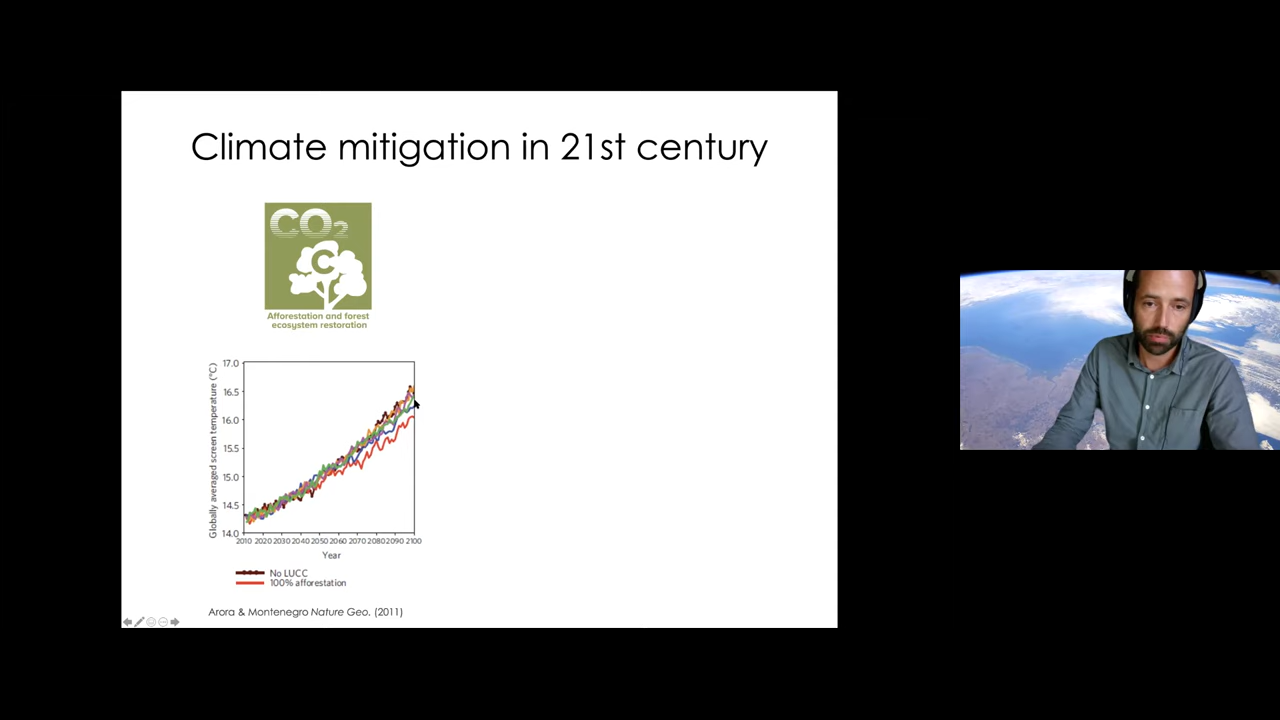 Climate mitigation in 21st century
CO2
C
Afforestation and forest
ecosystem restoration
Globally averaged screen temperature (°C)
17.0
16.5
16.0
15.5
15.0
14.5
14.0
2010 2020 2030 2040 2050 2060 2070 2080 2090 2100
Year
No LUCC
100% afforestation
Arora & Montenegro Nature Geo. (2011)